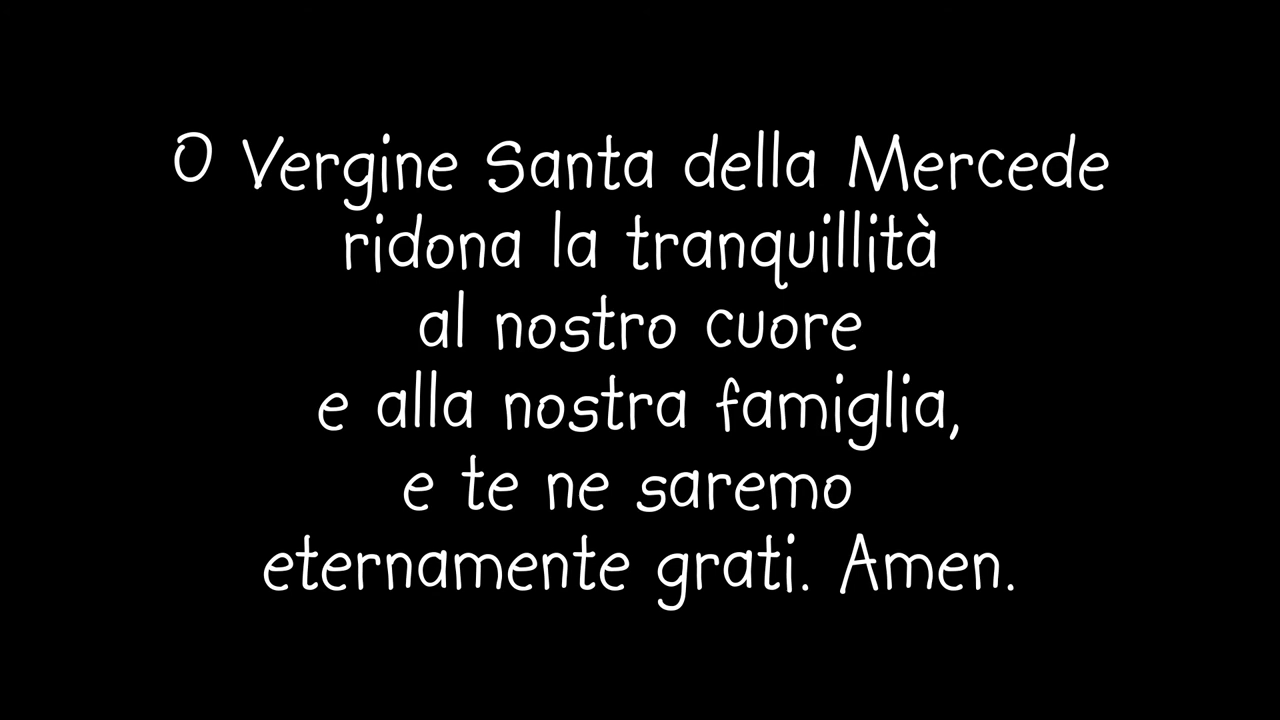 O Vergine Santa della Mercede
ridona la tranquillità
al nostro cuore
e alla nostra famiglia,
e te ne saremo
eternamente grati. Amen.